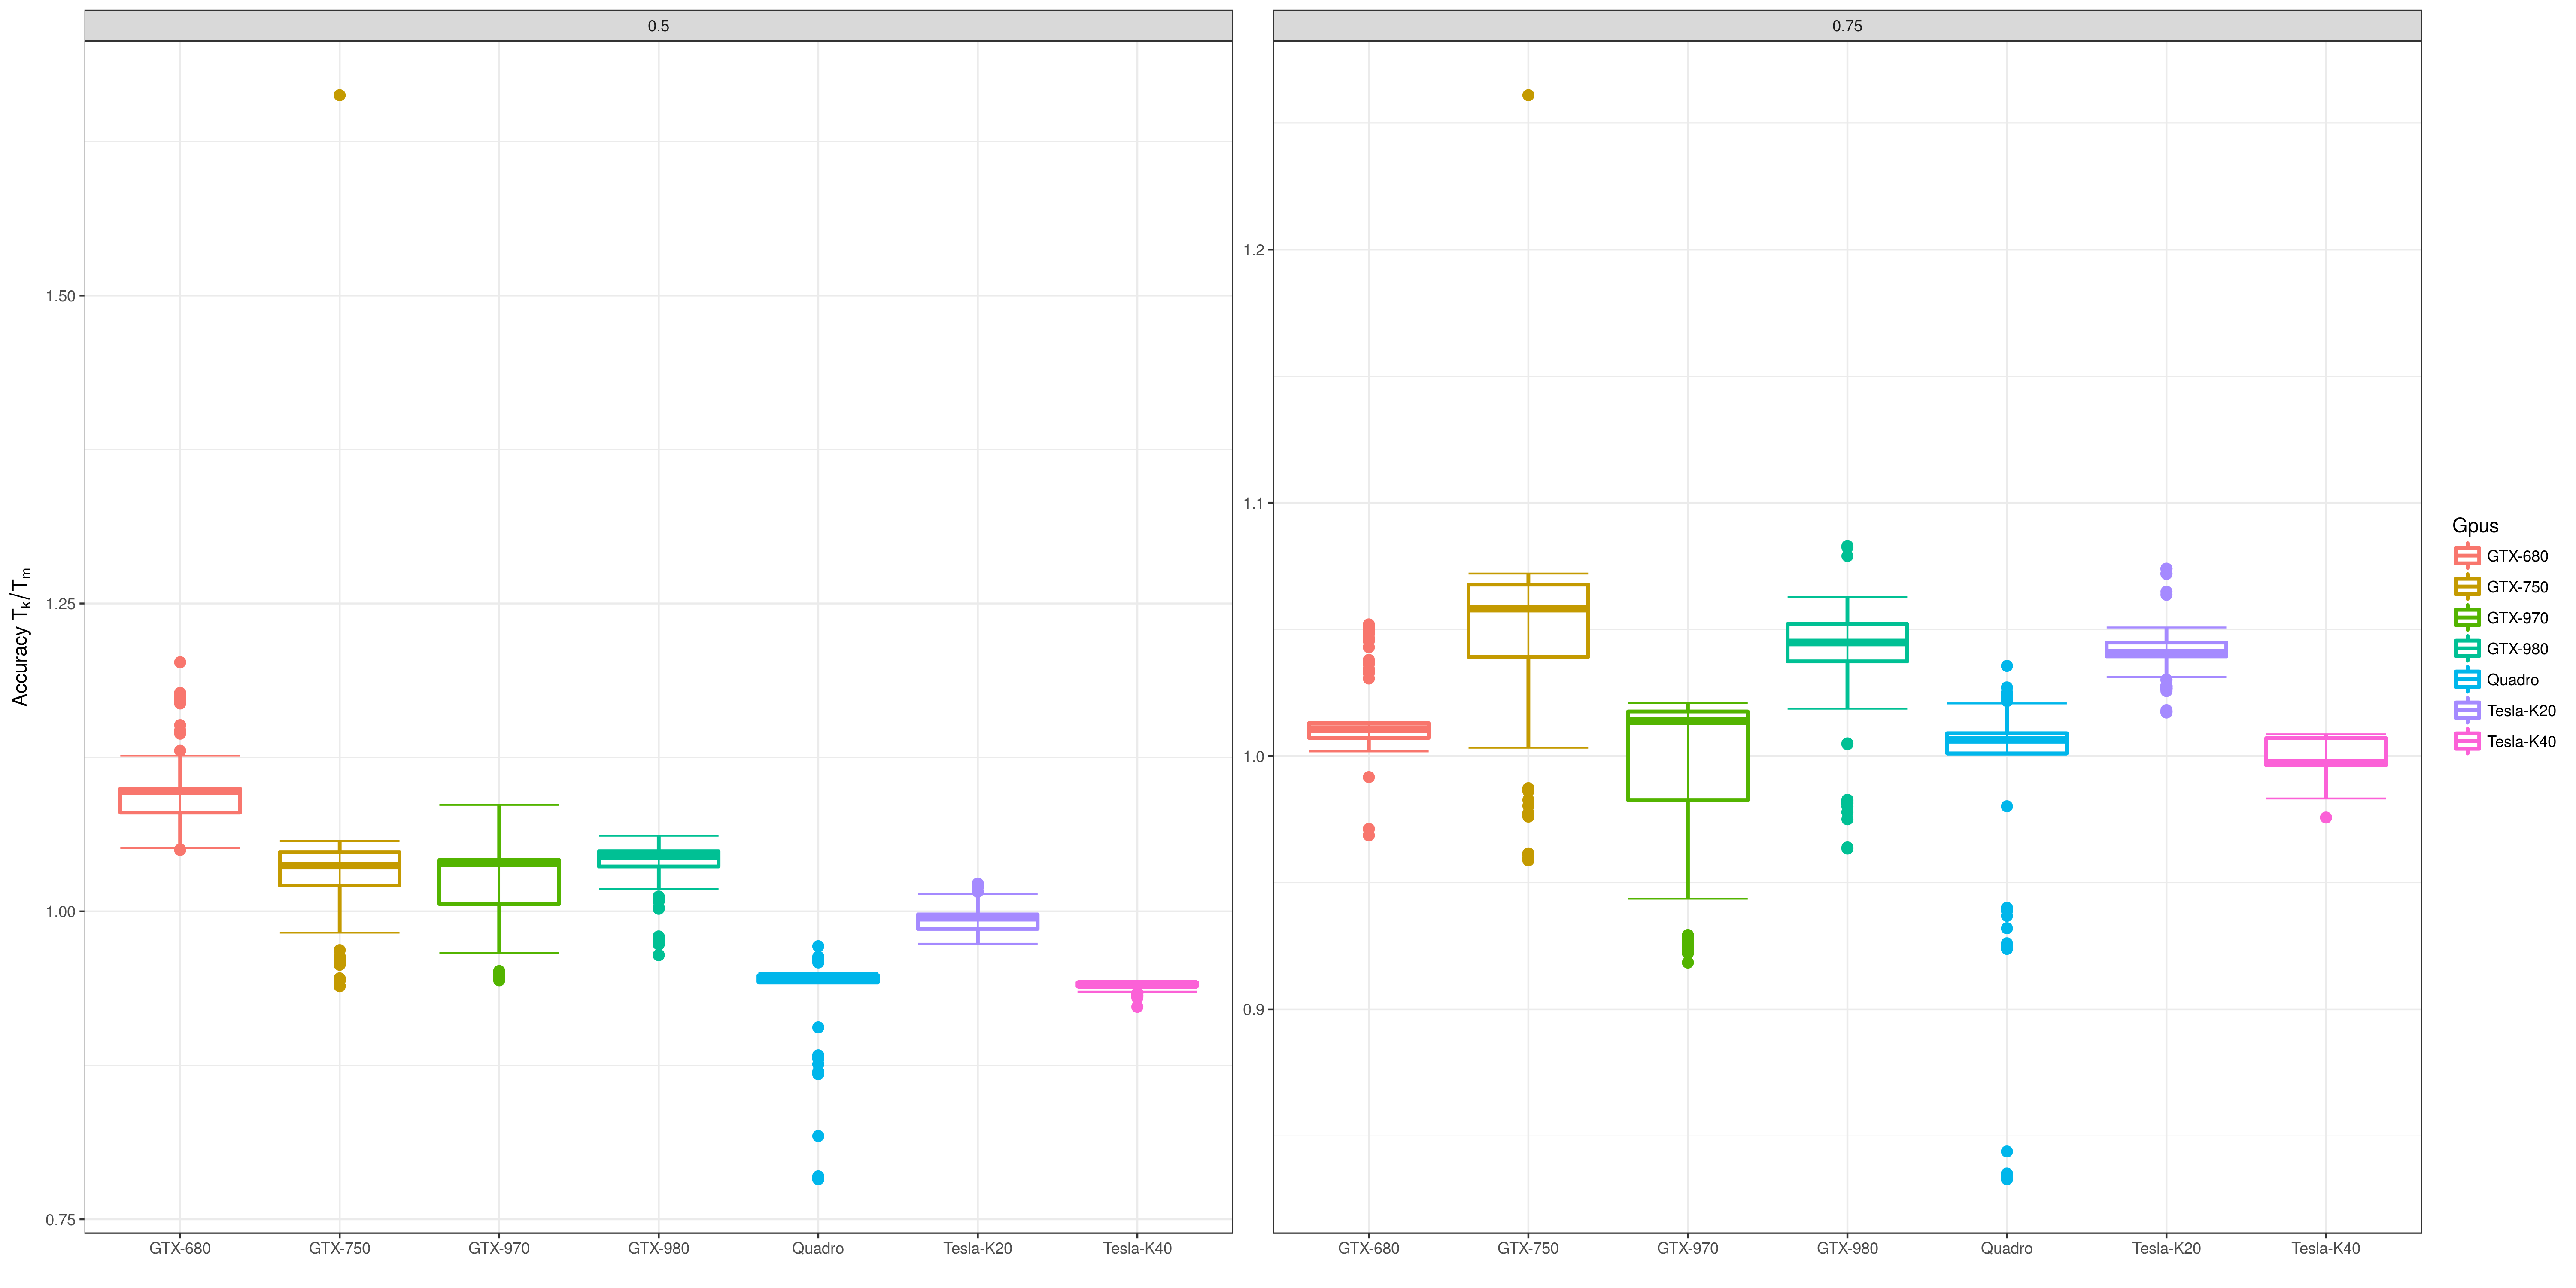 0.5
0.75
Accuracy Tk/Tm
1.50
1.25
1.00
0.75
1.2
1.1
1.0
0.9
GTX-680 GTX-750 GTX-970 GTX-980 Quadro Tesla-K20 Tesla-K40
GTX-680 GTX-750 GTX-970 GTX-980 Quadro Tesla-K20 Tesla-K40
Gpus
GTX-680
GTX-750
GTX-970
GTX-980
Quadro
Tesla-K20
Tesla-K40